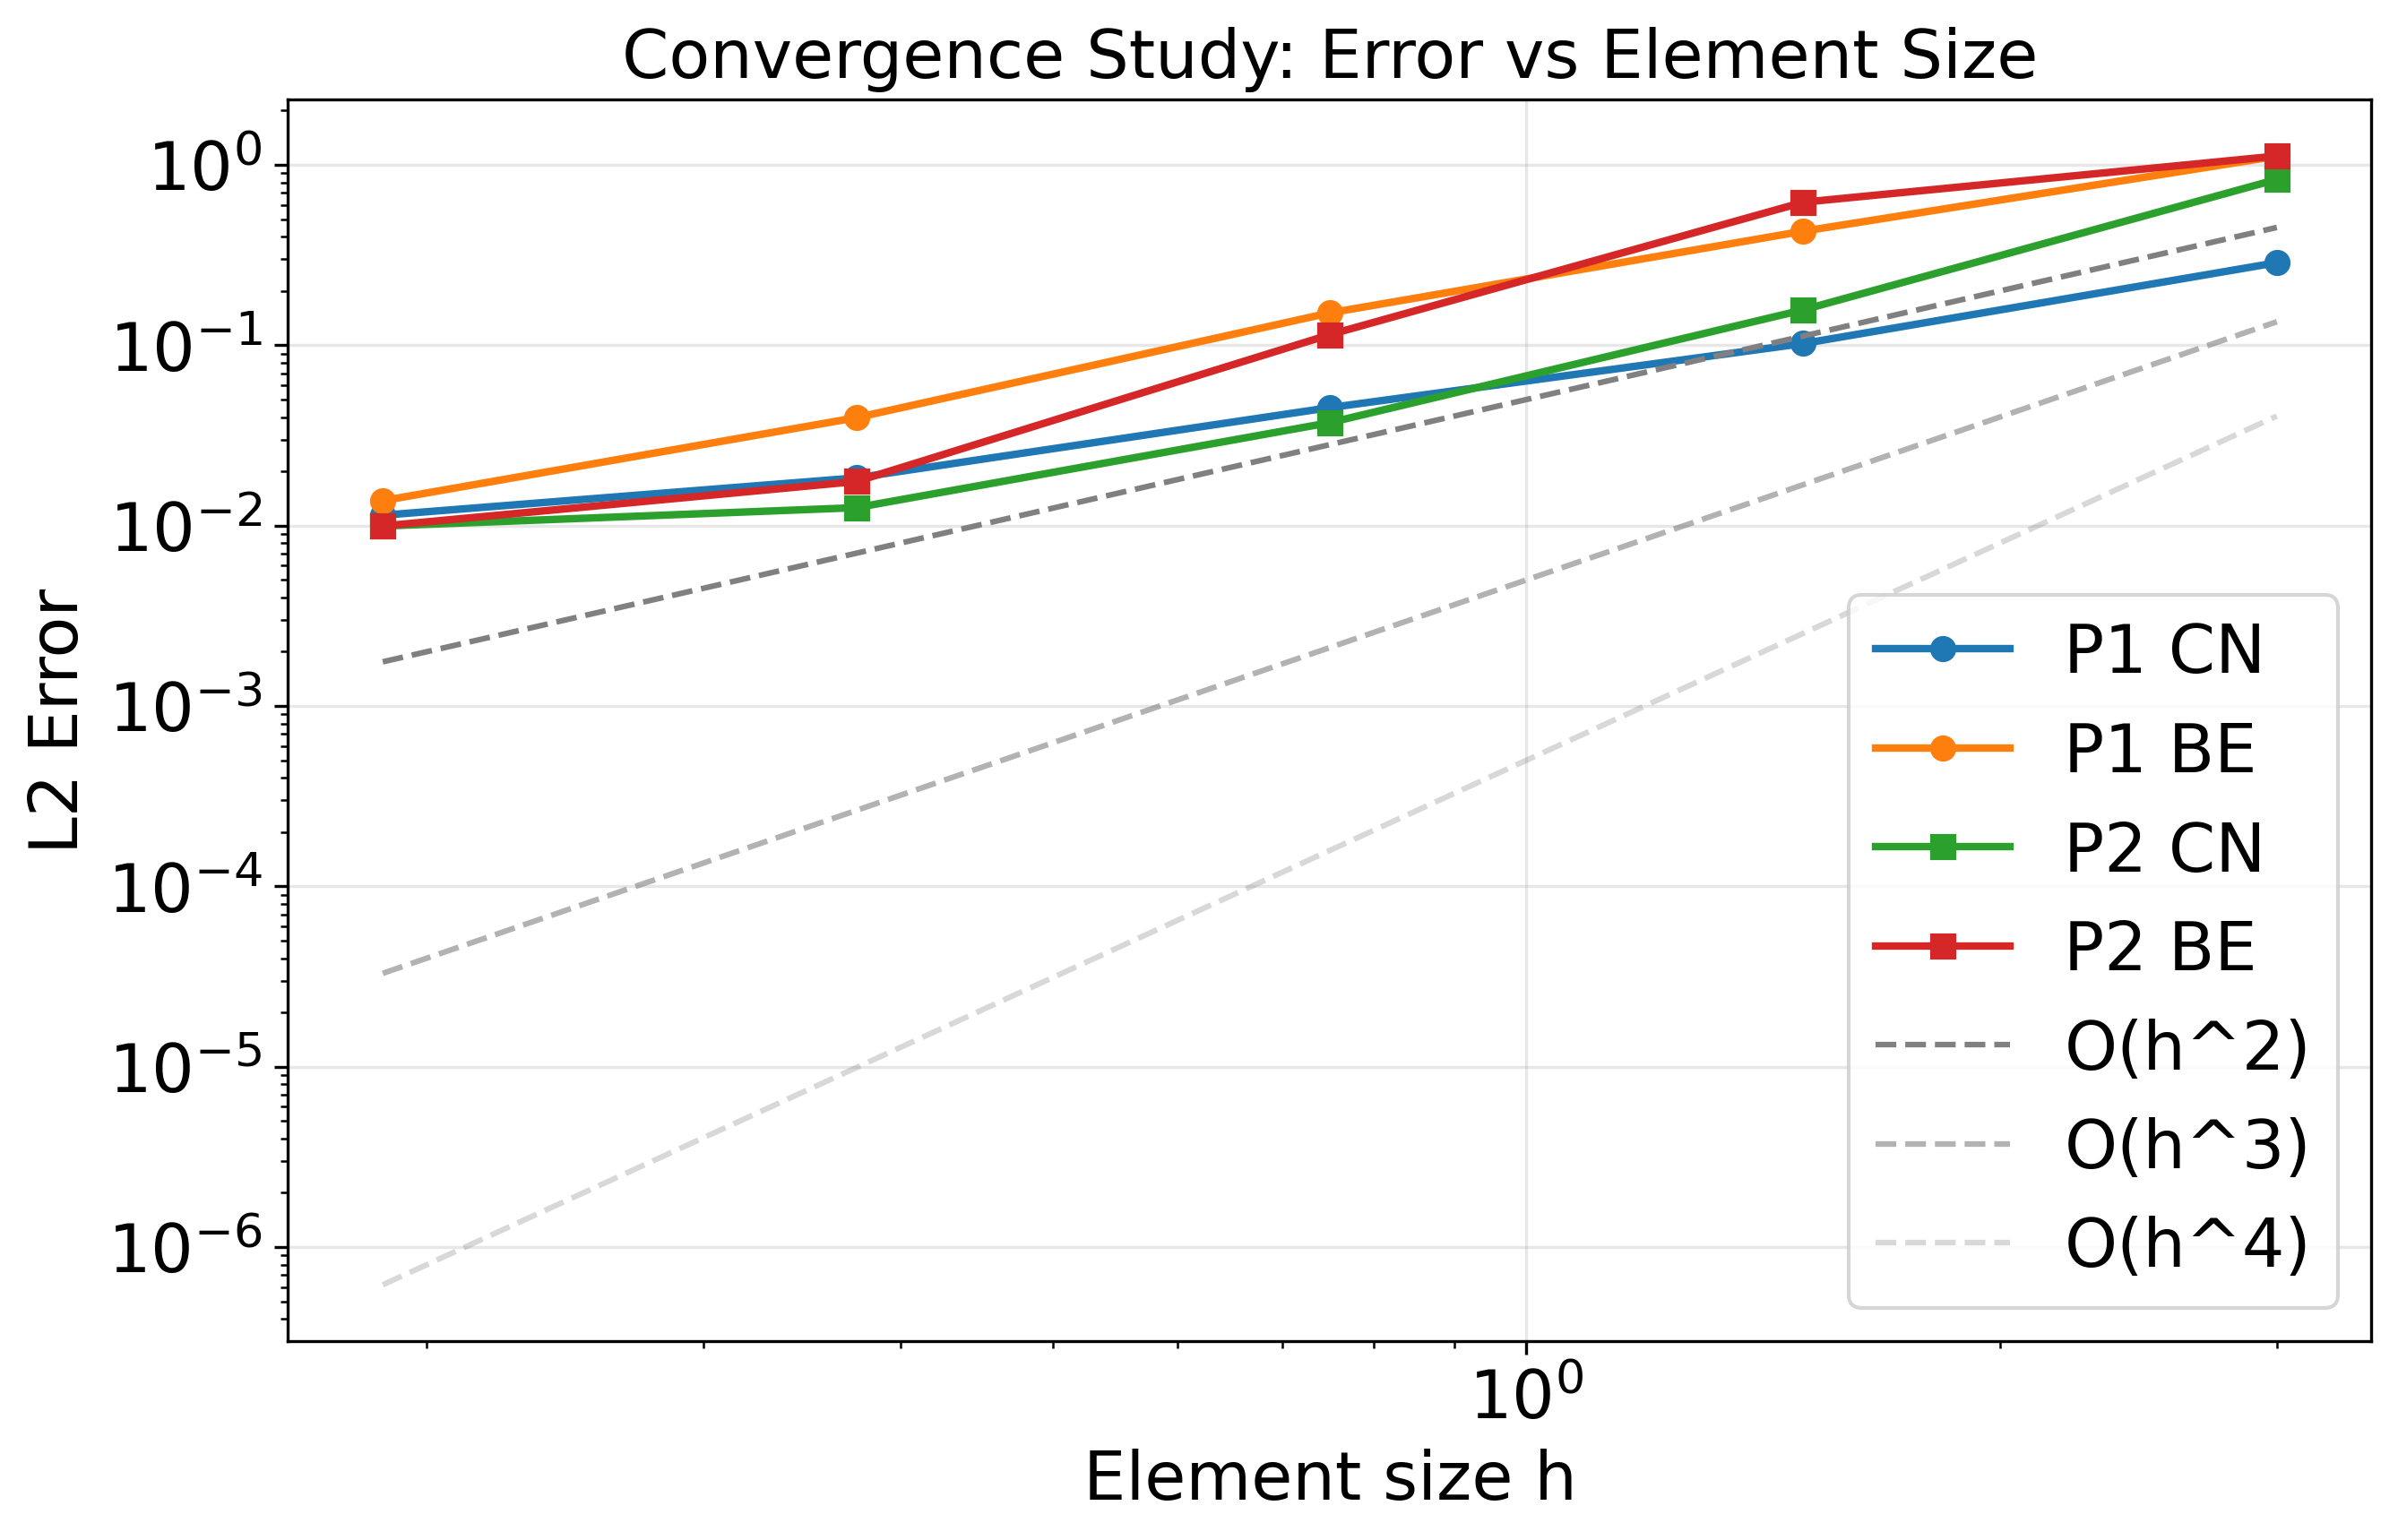 Convergence Study: Error vs Element Size
L2 Error
10⁰
10⁻¹
10⁻²
10⁻³
10⁻⁴
10⁻⁵
10⁻⁶
P1 CN
P1 BE
P2 CN
P2 BE
O(h^2)
O(h^3)
O(h^4)
10⁰
Element size h